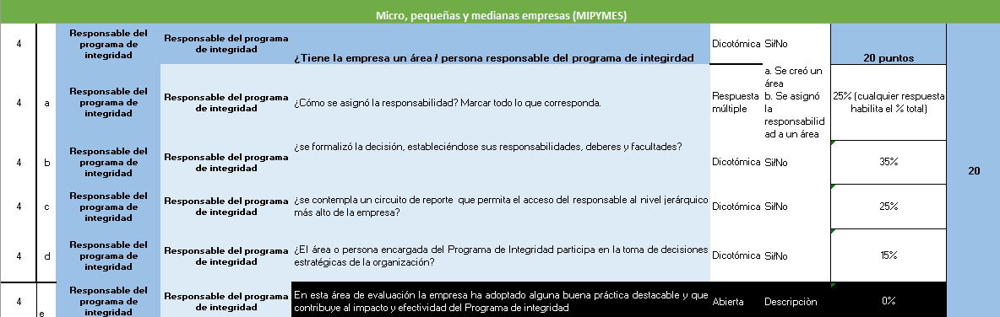 Micro, pequeñas y medianas empresas (MIPYMES)
4
Responsable del
programa de
integridad
Responsable del programa
de integridad
¿Tiene la empresa un área / persona responsable del programa de integirdad
Dicotómica
Si/No
20 puntos
4
a
Responsable del
programa de
integridad
Responsable del programa
de integridad
¿Cómo se asignó la responsabilidad? Marcar todo lo que corresponda.
Respuesta
múltiple
a. Se creó un
área
b. Se asignó
la
responsabilid
ad a un área
25% (cualquier respuesta
habilita el % total)
4
b
Responsable del
programa de
integridad
Responsable del programa
de integridad
¿se formalizó la decisión, estableciéndose sus responsabilidades, deberes y facultades?
Dicotómica
Si/No
35%
20
4
c
Responsable del
programa de
integridad
Responsable del programa
de integridad
¿se contempla un circuito de reporte que permita el acceso del responsable al nivel jerárquico
más alto de la empresa?
Dicotómica
Si/No
25%
4
d
Responsable del
programa de
integridad
Responsable del programa
de integridad
¿El área o persona encargada del Programa de Integridad participa en la toma de decisiones
estratégicas de la organización?
Dicotómica
Si/No
15%
4
e
Responsable del
programa de
integridad
Responsable del programa
de integridad
En esta área de evaluación la empresa ha adoptado alguna buena práctica destacable y que
contribuye al impacto y efectividad del Programa de integridad
Abierta
Descripciòn
0%